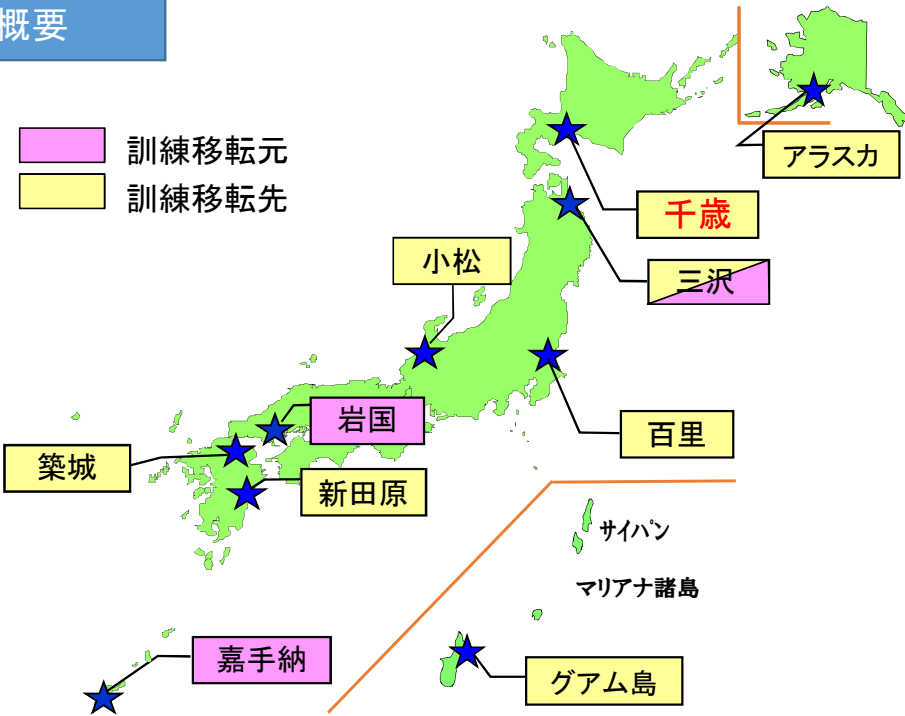 概要
訓練移転元
訓練移転先
アラスカ
千歳
小松
三沢
岩国
百里
築城
新田原
サイパン
マリアナ諸島
嘉手納
グアム島